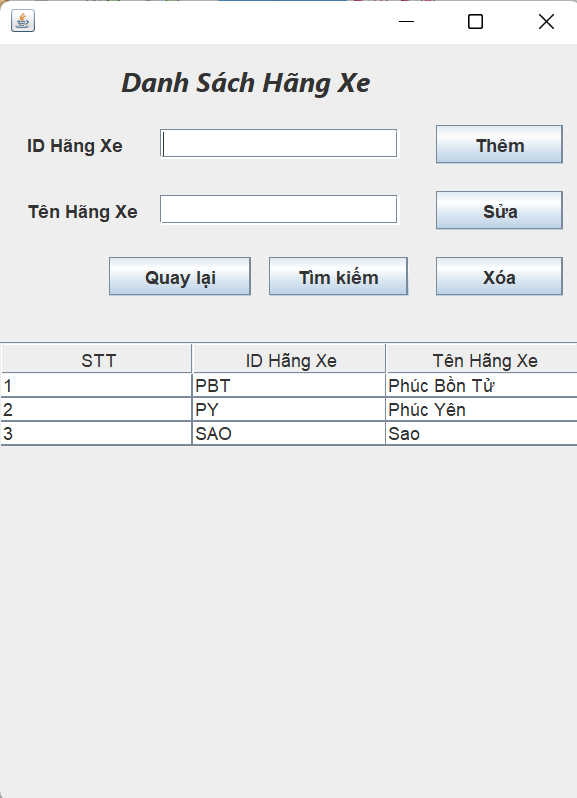 Danh Sách Hãng Xe
ID Hãng Xe
Thêm
Tên Hãng Xe
Sửa
Quay lại
Tìm kiếm
Xóa
STT ID Hãng Xe Tên Hãng Xe
1 PBT Phúc Bồn Tử
2 PY Phúc Yên
3 SAO Sao